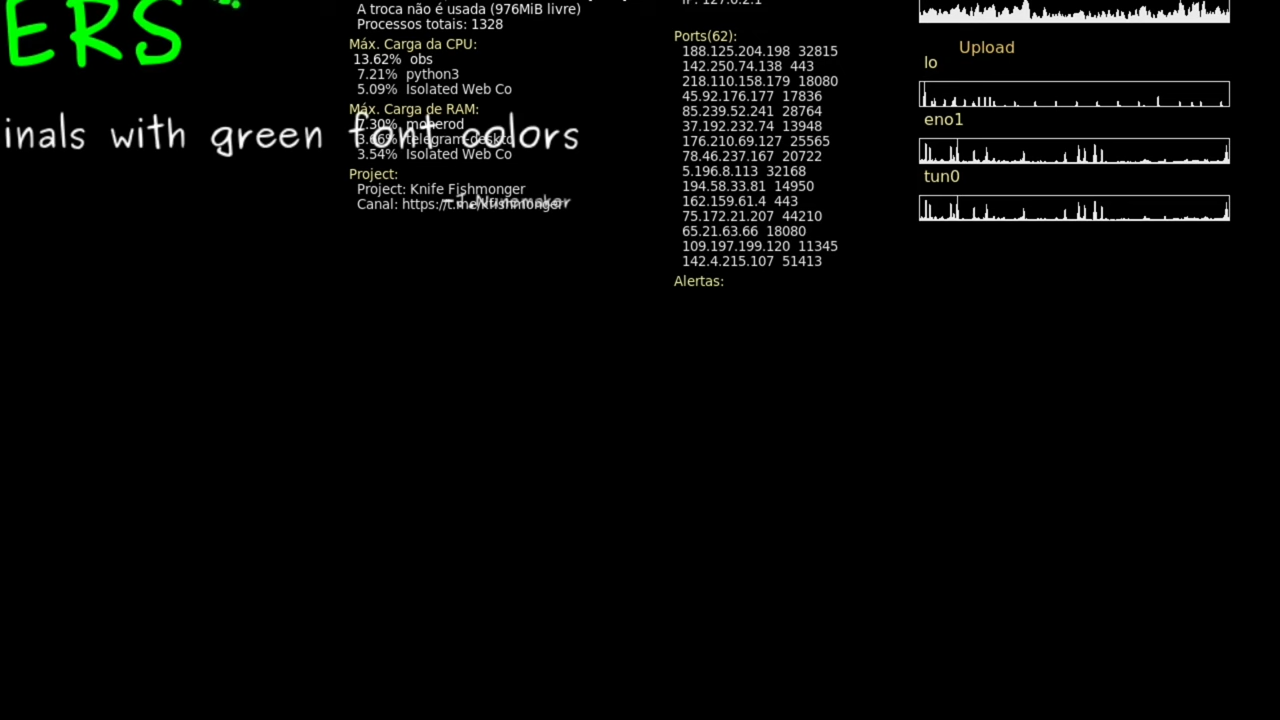 ERS"
inals with green font colors
A troca não é usada (976MiB livre)
Processos totais: 1328
Máx. Carga da CPU:
13.62% obs
7.21% python3
5.09% Isolated Web Co
Máx. Carga de RAM:
7.30% monerod
3.66% telegram-deskto
3.54% Isolated Web Co
Project:
Project: Knife Fishmonger
Canal:
Ports(62):
188.125.204.198 32815
142.250.74.138 443
218.110.158.179 18080
45.92.176.177 17836
85.239.52.241 28764
37.192.232.74 13948
176.210.69.127 25565
78.46.237.167 20722
5.196.8.113 32168
194.58.33.81 14950
162.159.61.4 443
75.172.21.207 44210
65.21.63.66 18080
109.197.199.120 11345
142.4.215.107 51413
Alertas:
Upload
lo
eno1
tun0